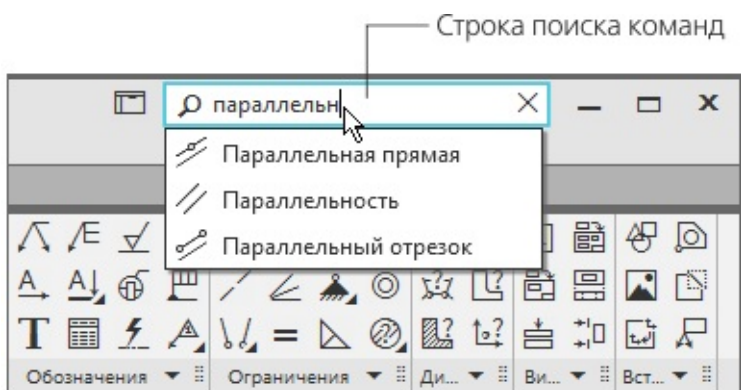 Строка поиска команд
параллельн
Параллельная прямая
Параллельность
Параллельный отрезок
Обозначения
Ограничения
Ди...
Ви...
Вст...